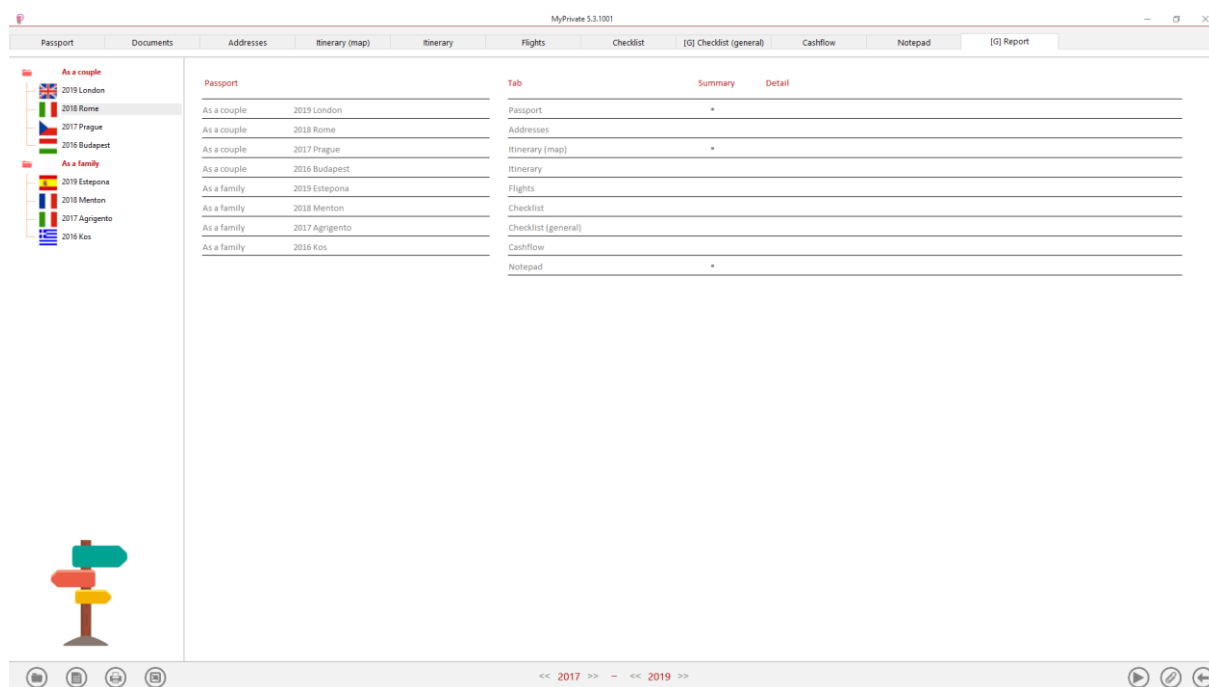 MyPrivate 5.3.1001
Passport Documents Addresses Itinerary (map) Itinerary Flights Checklist [G] Checklist (general) Cashflow Notepad [G] Report
As a couple
2019 London
2018 Rome
2017 Prague
2016 Budapest
As a family
2019 Estepona
2018 Menton
2017 Agrigento
2016 Kos
Passport
As a couple 2019 London
As a couple 2018 Rome
As a couple 2017 Prague
As a couple 2016 Budapest
As a family 2019 Estepona
As a family 2018 Menton
As a family 2017 Agrigento
As a family 2016 Kos
Tab Summary Detail
Passport
Addresses
Itinerary (map)
Itinerary
Flights
Checklist
Checklist (general)
Cashflow
Notepad
<< 2017 >> – << 2019 >>